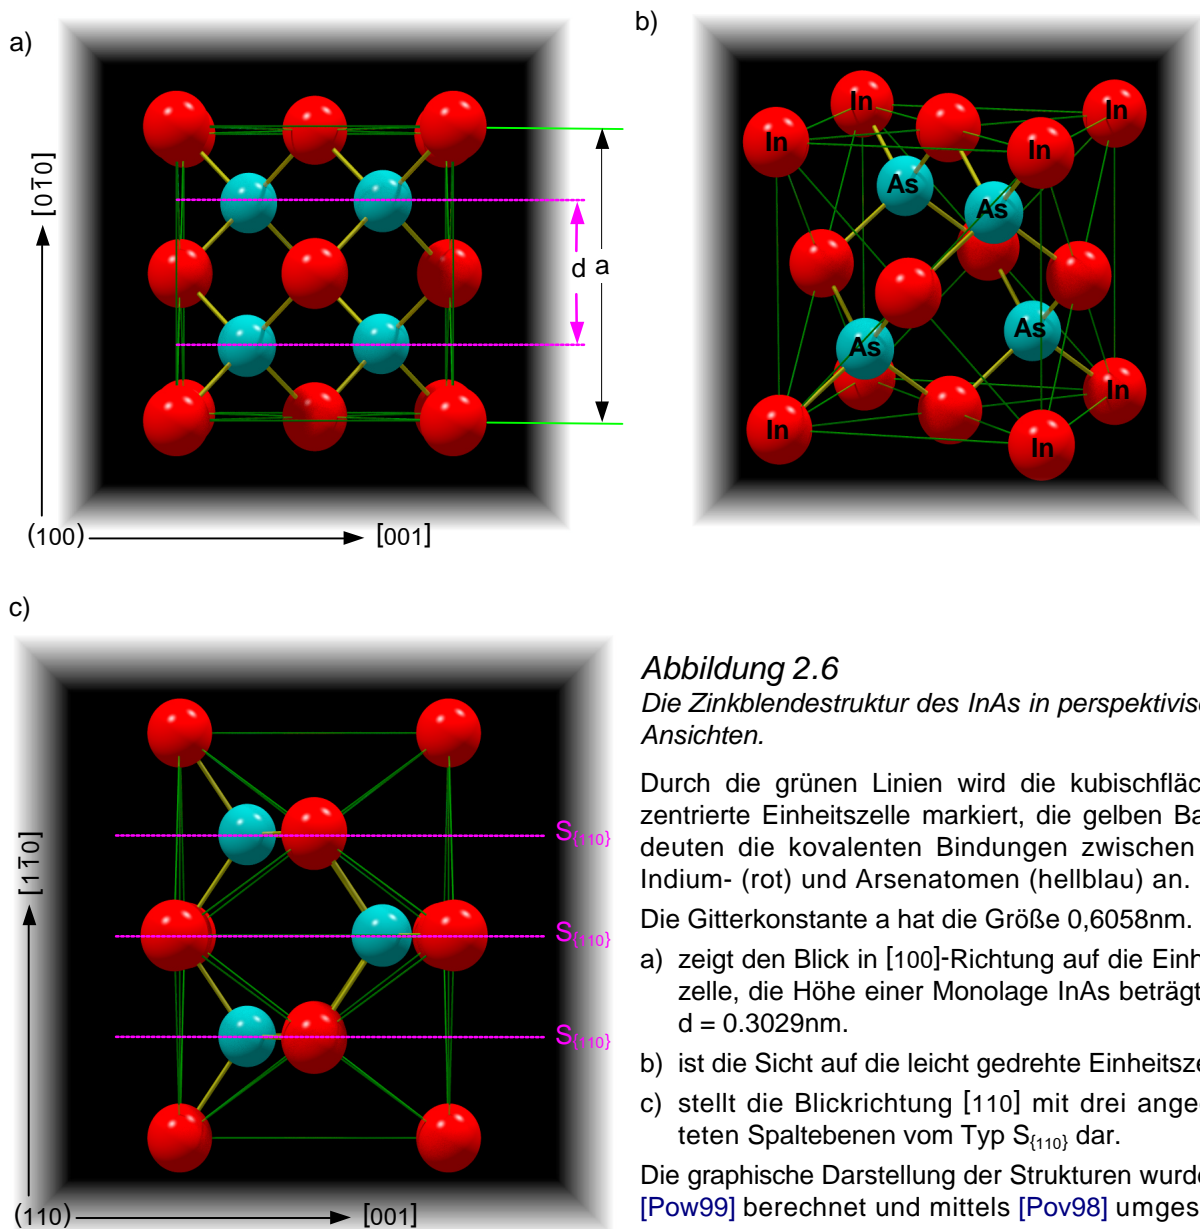 a)
[01̄0]
d
a
(100)
[001]
b)
In
In
In
In
As
As
As
As
In
In
In
c)
[11̄0]
S{110}
S{110}
S{110}
(110)
[001]
Abbildung 2.6
Die Zinkblendestruktur des InAs in perspektivisc
Ansichten.
Durch die grünen Linien wird die kubischfläc
zentrierte Einheitszelle markiert, die gelben Ba
deuten die kovalenten Bindungen zwischen
Indium- (rot) und Arsenatomen (hellblau) an.
Die Gitterkonstante a hat die Größe 0,6058nm.
a) zeigt den Blick in [100]-Richtung auf die Einh
zelle, die Höhe einer Monolage InAs beträgt
d = 0.3029nm.
b) ist die Sicht auf die leicht gedrehte Einheitsze
c) stellt die Blickrichtung [110] mit drei ange
teten Spaltebenen vom Typ S{110} dar.
Die graphische Darstellung der Strukturen wurde
[Pow99] berechnet und mittels [Pov98] umges